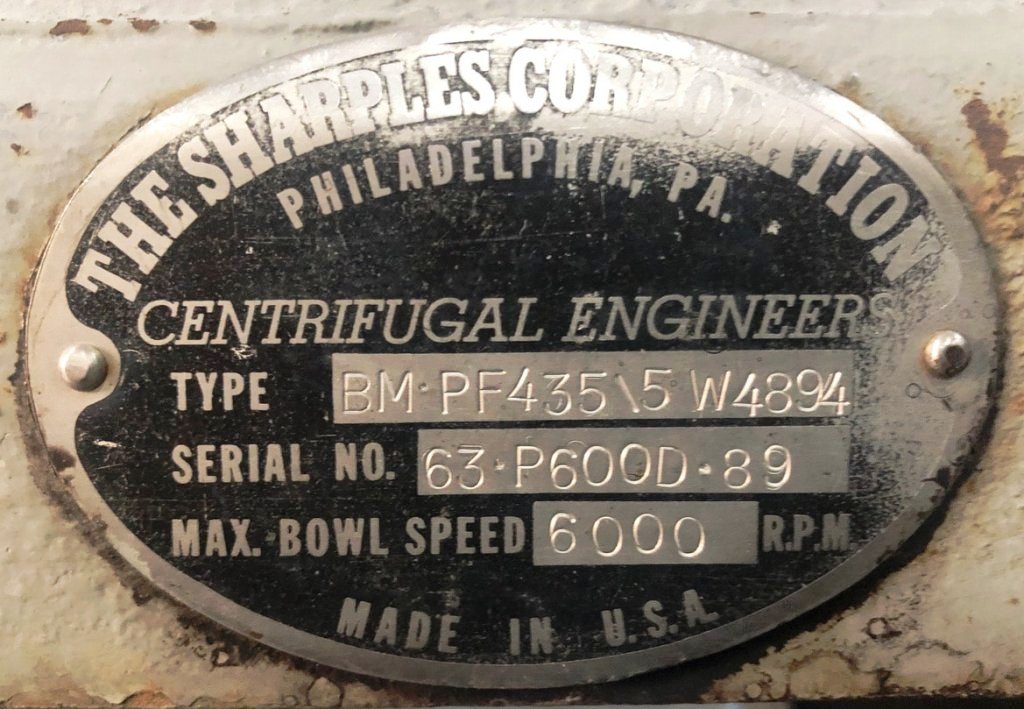 THE SHARPLES CORPORATION
PHILADELPHIA, PA.
CENTRIFUGAL ENGINEERS
TYPE BM·PF435\5 W4894
SERIAL NO. 63·P600D·89
MAX. BOWL SPEED 6000 R.P.M
MADE IN U.S.A.